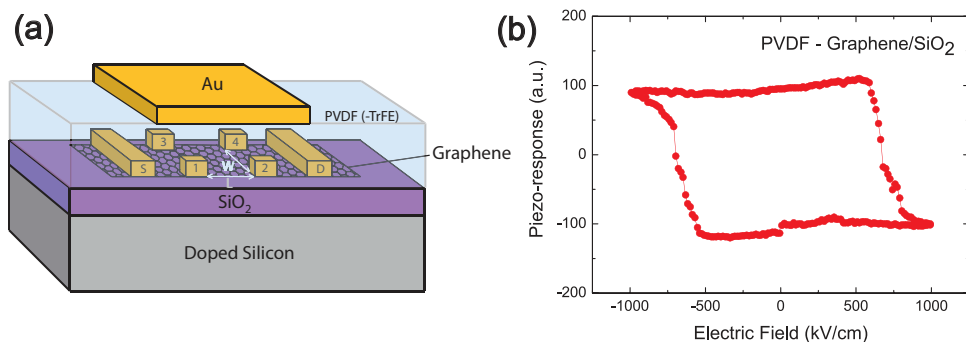 (a)
Au
PVDF (-TrFE)
3
4
S
1
W
2
D
L
Graphene
SiO₂
Doped Silicon
(b)
PVDF - Graphene/SiO₂
Piezo-response (a.u.)
200
100
0
-100
-200
-1000
-500
0
500
1000
Electric Field (kV/cm)